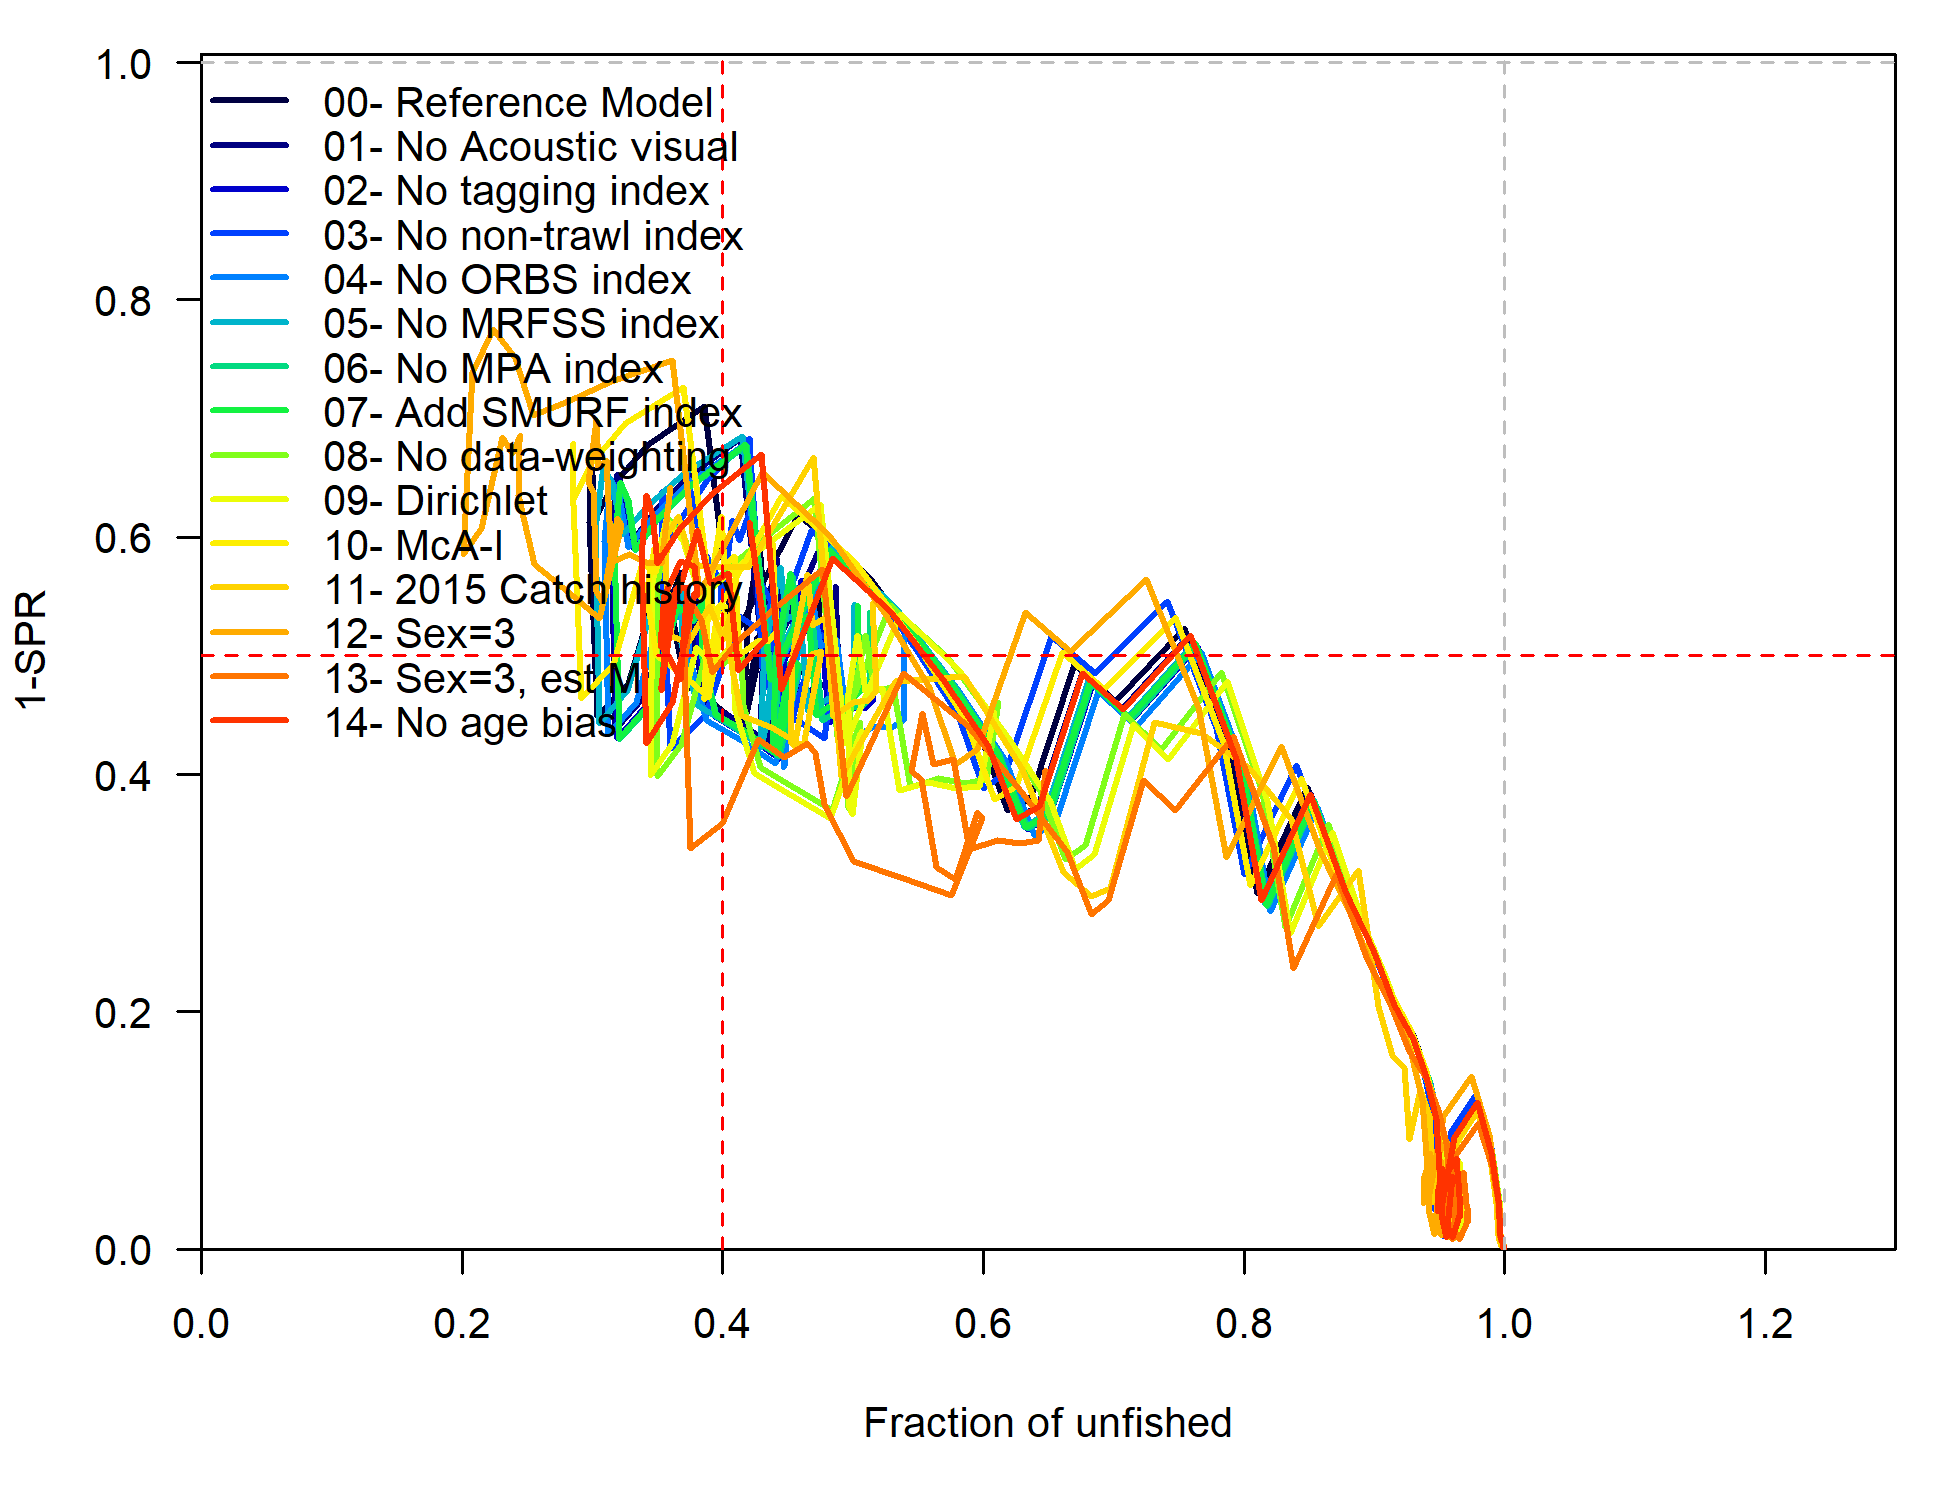 1.0
0.8
0.6
0.4
0.2
0.0
1-SPR
00- Reference Model
01- No Acoustic visual
02- No tagging index
03- No non-trawl index
04- No ORBS index
05- No MRFSS index
06- No MPA index
07- Add SMURF index
08- No data-weighting
09- Dirichlet
10- McA-I
11- 2015 Catch history
12- Sex=3
13- Sex=3, est M
14- No age bias
0.0 0.2 0.4 0.6 0.8 1.0 1.2
Fraction of unfished